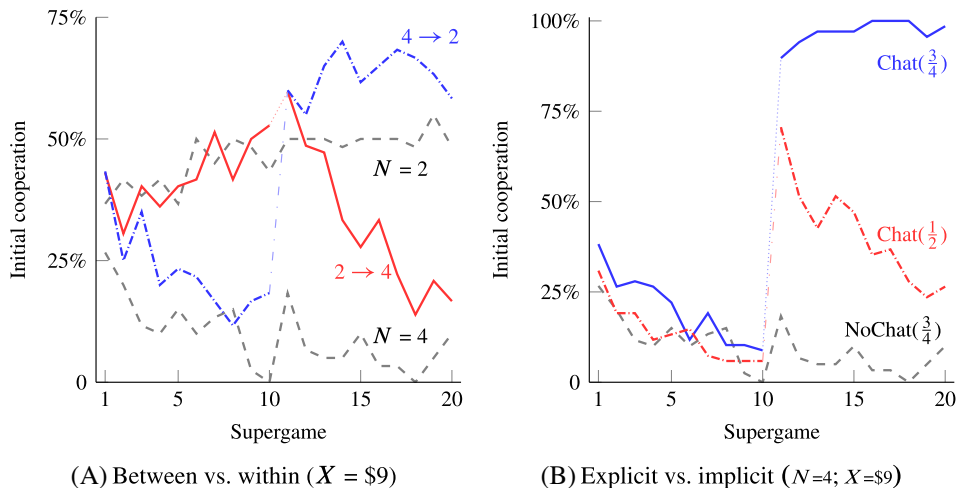 75%
50%
25%
0
Initial cooperation
4 → 2
N = 2
2 → 4
N = 4
1 5 10 15 20
Supergame
(A) Between vs. within (X = $9)
100%
75%
50%
25%
0
Initial cooperation
Chat(3/4)
Chat(1/2)
NoChat(3/4)
1 5 10 15 20
Supergame
(B) Explicit vs. implicit (N=4; X=$9)